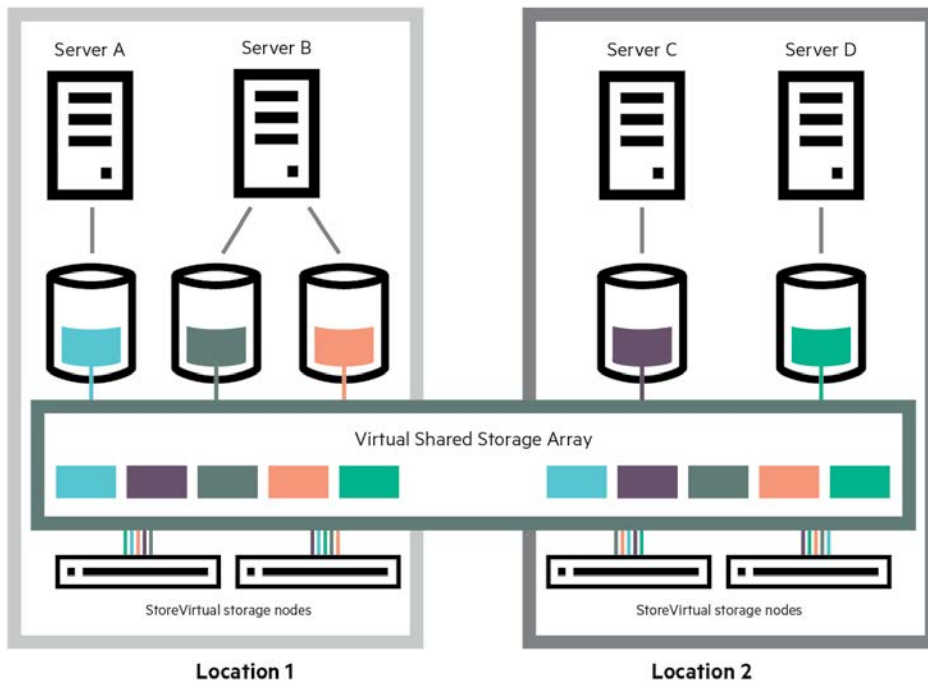 Server A
Server B
Server C
Server D
Virtual Shared Storage Array
StoreVirtual storage nodes
StoreVirtual storage nodes
Location 1
Location 2